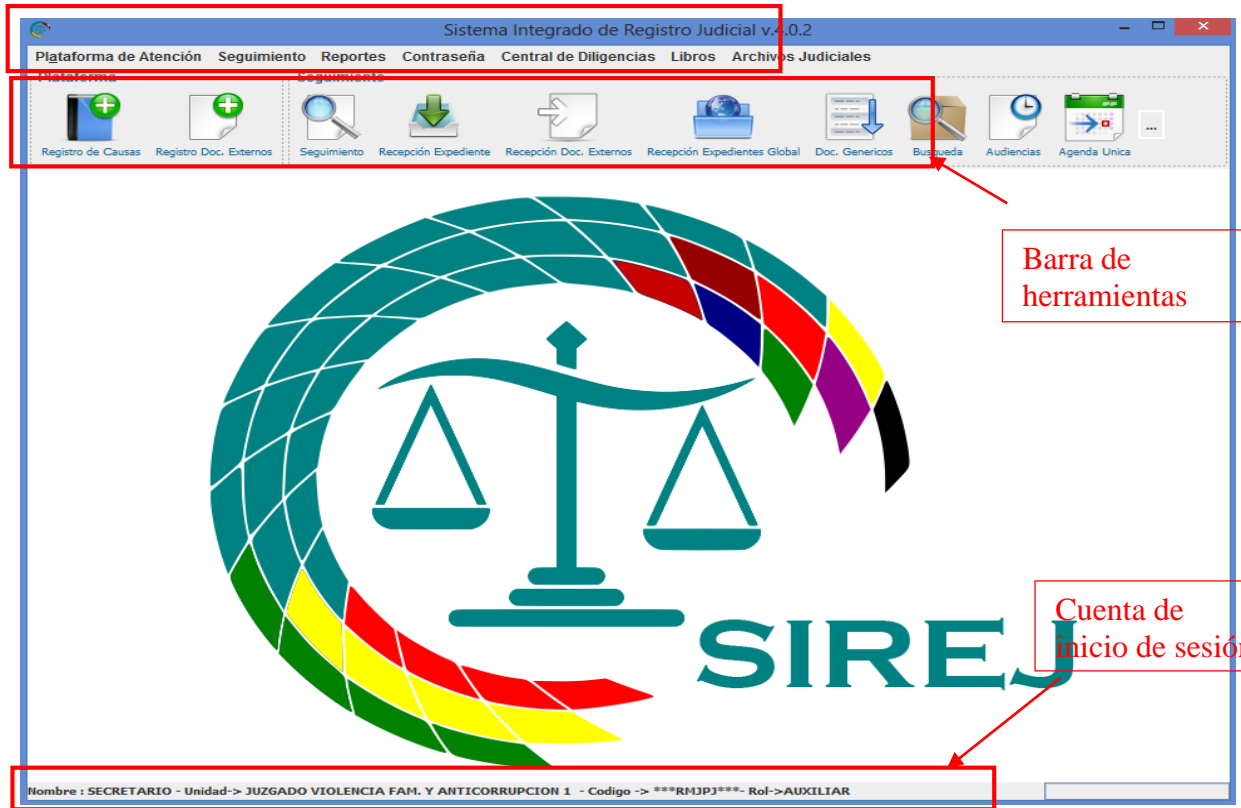 Sistema Integrado de Registro Judicial v.4.0.2
Plataforma de Atención Seguimiento Reportes Contraseña Central de Diligencias Libros Archivos Judiciales
Plataforma Seguimiento
Registro de Causas Registro Doc. Externos Seguimiento Recepción Expediente Recepción Doc. Externos Recepción Expedientes Global Doc. Genericos Busqueda Audiencias Agenda Unica ...
Barra de
herramientas
Cuenta de
inicio de sesión
SIREJ
Nombre : SECRETARIO - Unidad-> JUZGADO VIOLENCIA FAM. Y ANTICORRUPCION 1 - Codigo -> ***RMJPJ***- Rol->AUXILIAR